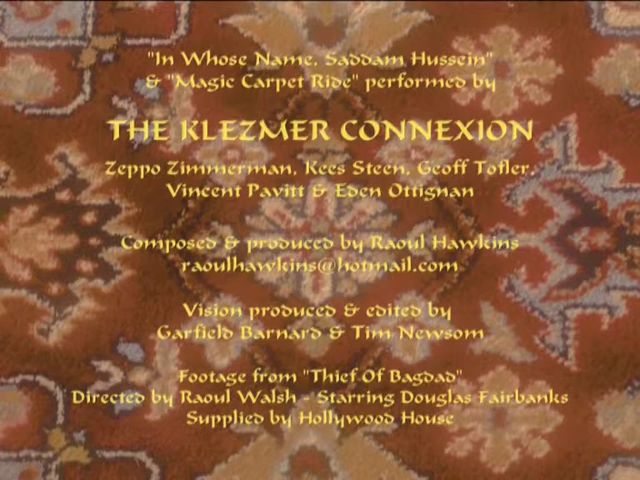 "In Whose Name, Saddam Hussein"
& "Magic Carpet Ride" performed by
THE KLEZMER CONNEXION
Zeppo Zimmerman, Kees Steen, Geoff Tofler,
Vincent Pavitt & Eden Ottignan
Composed & produced by Raoul Hawkins
raoulhawkins@hotmail.com
Vision produced & edited by
Garfield Barnard & Tim Newsom
Footage from "Thief Of Bagdad"
Directed by Raoul Walsh - Starring Douglas Fairbanks
Supplied by Hollywood House